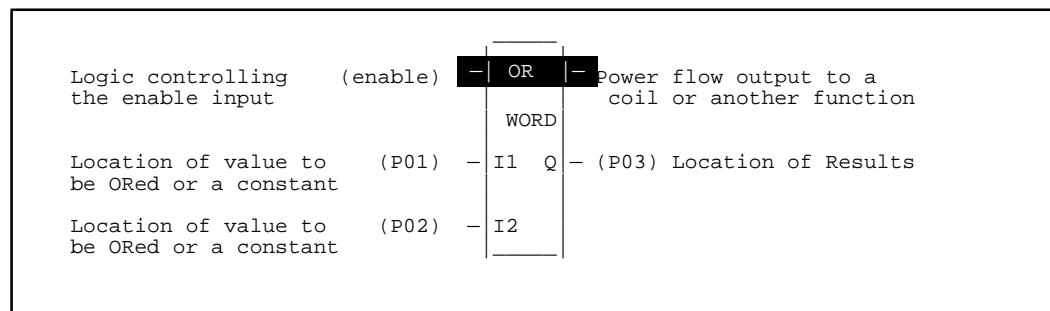 Logic controlling (enable) OR Power flow output to a
the enable input coil or another function
WORD
Location of value to (P01) I1 Q (P03) Location of Results
be ORed or a constant
Location of value to (P02) I2
be ORed or a constant